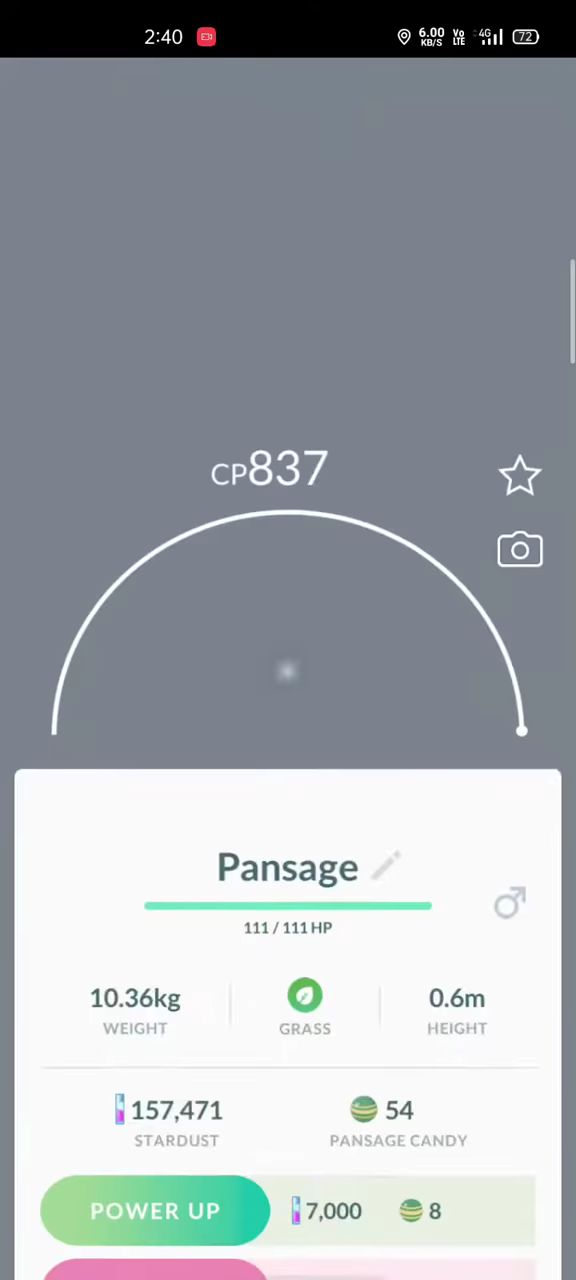 2:40 6.00 KB/S Vo LTE 4G 72
CP837
Pansage
111 / 111 HP
10.36kg GRASS 0.6m
WEIGHT HEIGHT
157,471 54
STARDUST PANSAGE CANDY
POWER UP 7,000 8